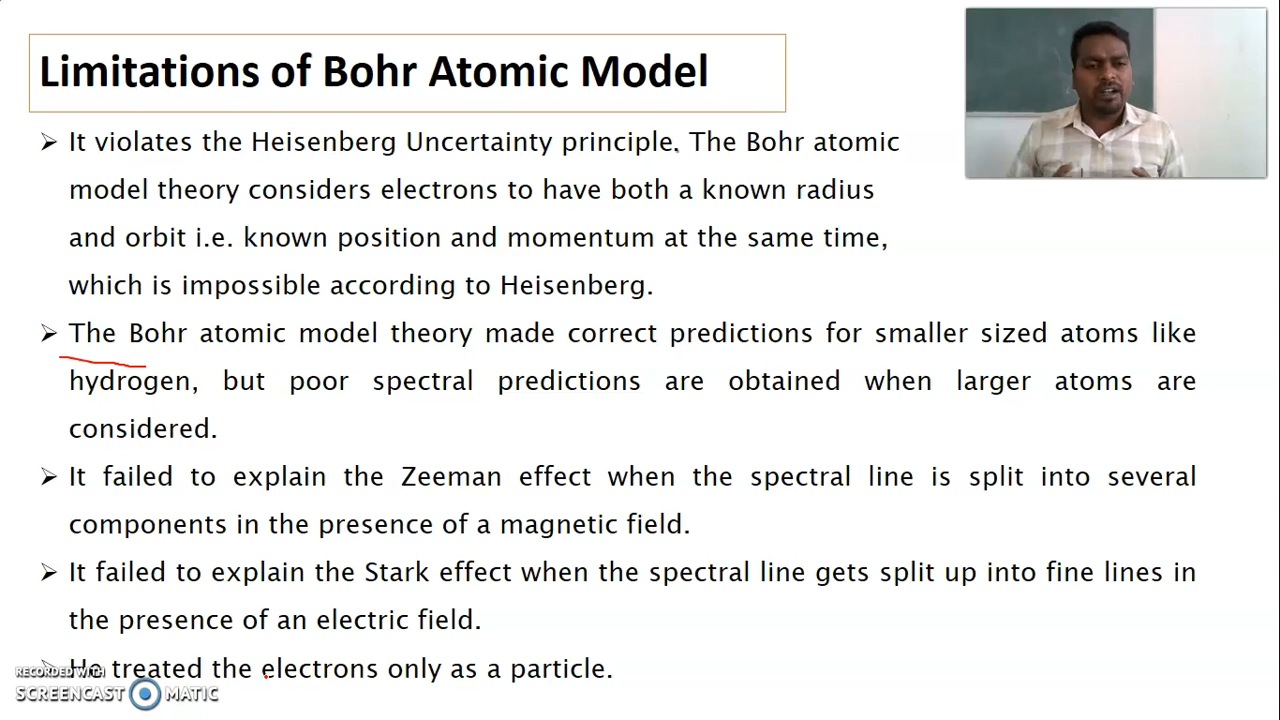 Limitations of Bohr Atomic Model
➤ It violates the Heisenberg Uncertainty principle. The Bohr atomic
model theory considers electrons to have both a known radius
and orbit i.e. known position and momentum at the same time,
which is impossible according to Heisenberg.
➤ The Bohr atomic model theory made correct predictions for smaller sized atoms like
hydrogen, but poor spectral predictions are obtained when larger atoms are
considered.
➤ It failed to explain the Zeeman effect when the spectral line is split into several
components in the presence of a magnetic field.
➤ It failed to explain the Stark effect when the spectral line gets split up into fine lines in
the presence of an electric field.
➤ He treated the electrons only as a particle.
RECORDED WITH
SCREENCAST MATIC